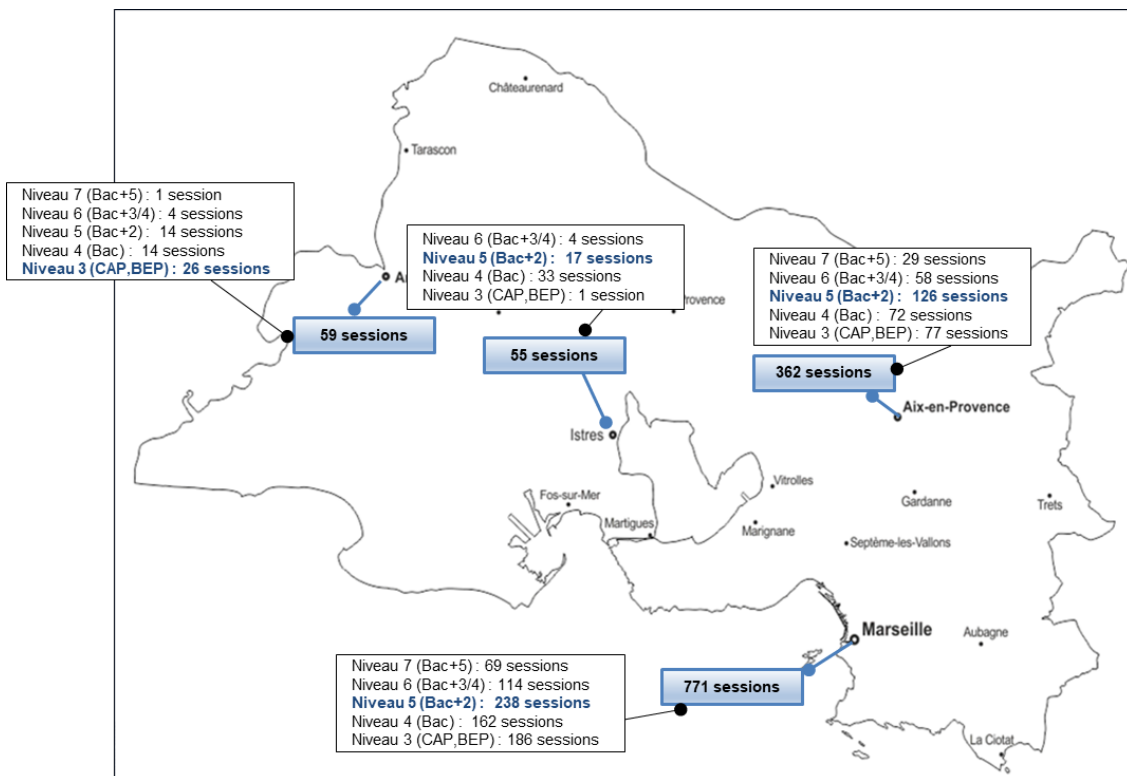 Châteaurenard
Tarascon
Niveau 7 (Bac+5) : 1 session
Niveau 6 (Bac+3/4) : 4 sessions
Niveau 5 (Bac+2) : 14 sessions
Niveau 4 (Bac) : 14 sessions
Niveau 3 (CAP,BEP) : 26 sessions
59 sessions
Niveau 6 (Bac+3/4) : 4 sessions
Niveau 5 (Bac+2) : 17 sessions
Niveau 4 (Bac) : 33 sessions
Niveau 3 (CAP,BEP) : 1 session
Provence
55 sessions
Niveau 7 (Bac+5) : 29 sessions
Niveau 6 (Bac+3/4) : 58 sessions
Niveau 5 (Bac+2) : 126 sessions
Niveau 4 (Bac) : 72 sessions
Niveau 3 (CAP,BEP) : 77 sessions
362 sessions
Aix-en-Provence
Istres
Vitrolles
Fos-sur-Mer
Gardanne
Trets
Martigues
Marignane
Septème-les-Vallons
Marseille
Aubagne
Niveau 7 (Bac+5) : 69 sessions
Niveau 6 (Bac+3/4) : 114 sessions
Niveau 5 (Bac+2) : 238 sessions
Niveau 4 (Bac) : 162 sessions
Niveau 3 (CAP,BEP) : 186 sessions
771 sessions
La Ciotat